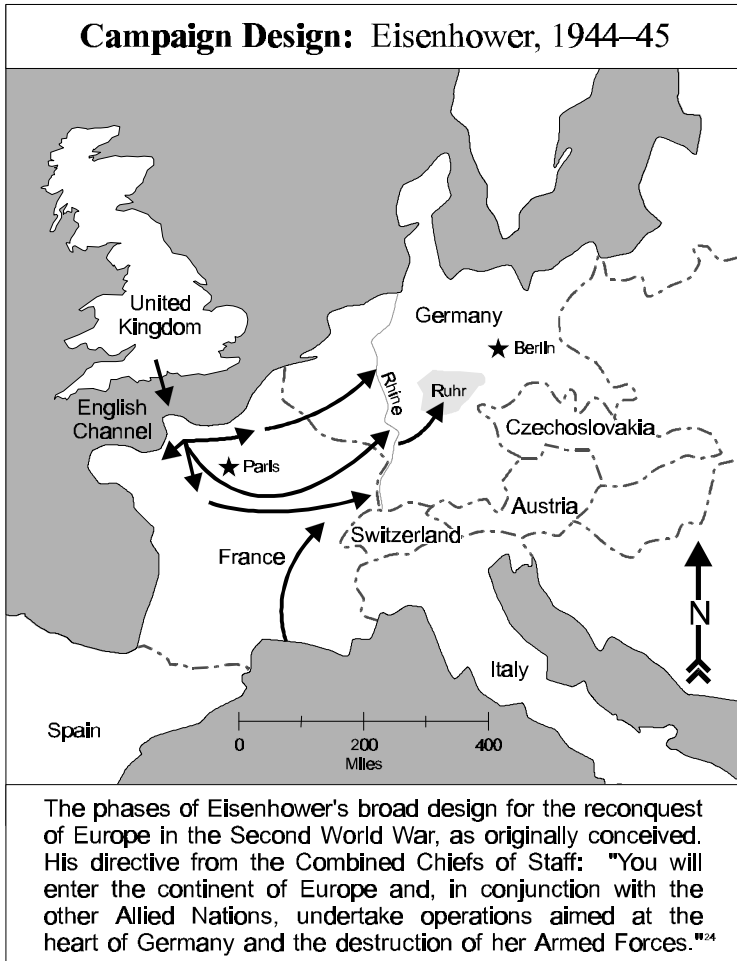 Campaign Design: Eisenhower, 1944–45
United
Kingdom
Germany
Berlin
English
Channel
Rhine
Ruhr
Czechoslovakia
Paris
Austria
Switzerland
France
N
Italy
Spain
0 200 400
Miles
The phases of Eisenhower's broad design for the reconquest
of Europe in the Second World War, as originally conceived.
His directive from the Combined Chiefs of Staff: "You will
enter the continent of Europe and, in conjunction with the
other Allied Nations, undertake operations aimed at the
heart of Germany and the destruction of her Armed Forces."24